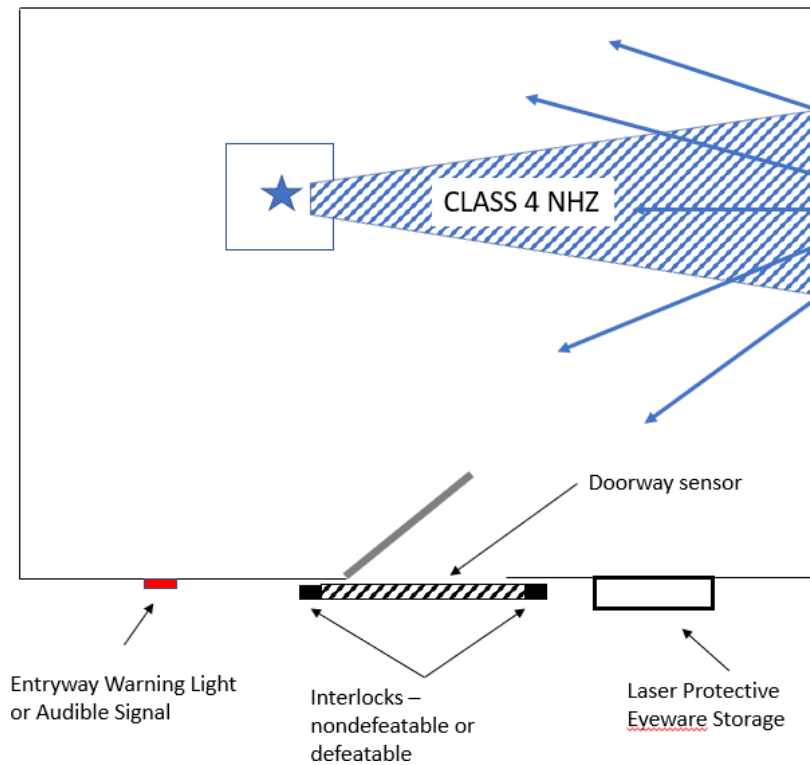 CLASS 4 NHZ
Doorway sensor
Entryway Warning Light
or Audible Signal
Interlocks –
nondefeatable or
defeatable
Laser Protective
Eyeware Storage